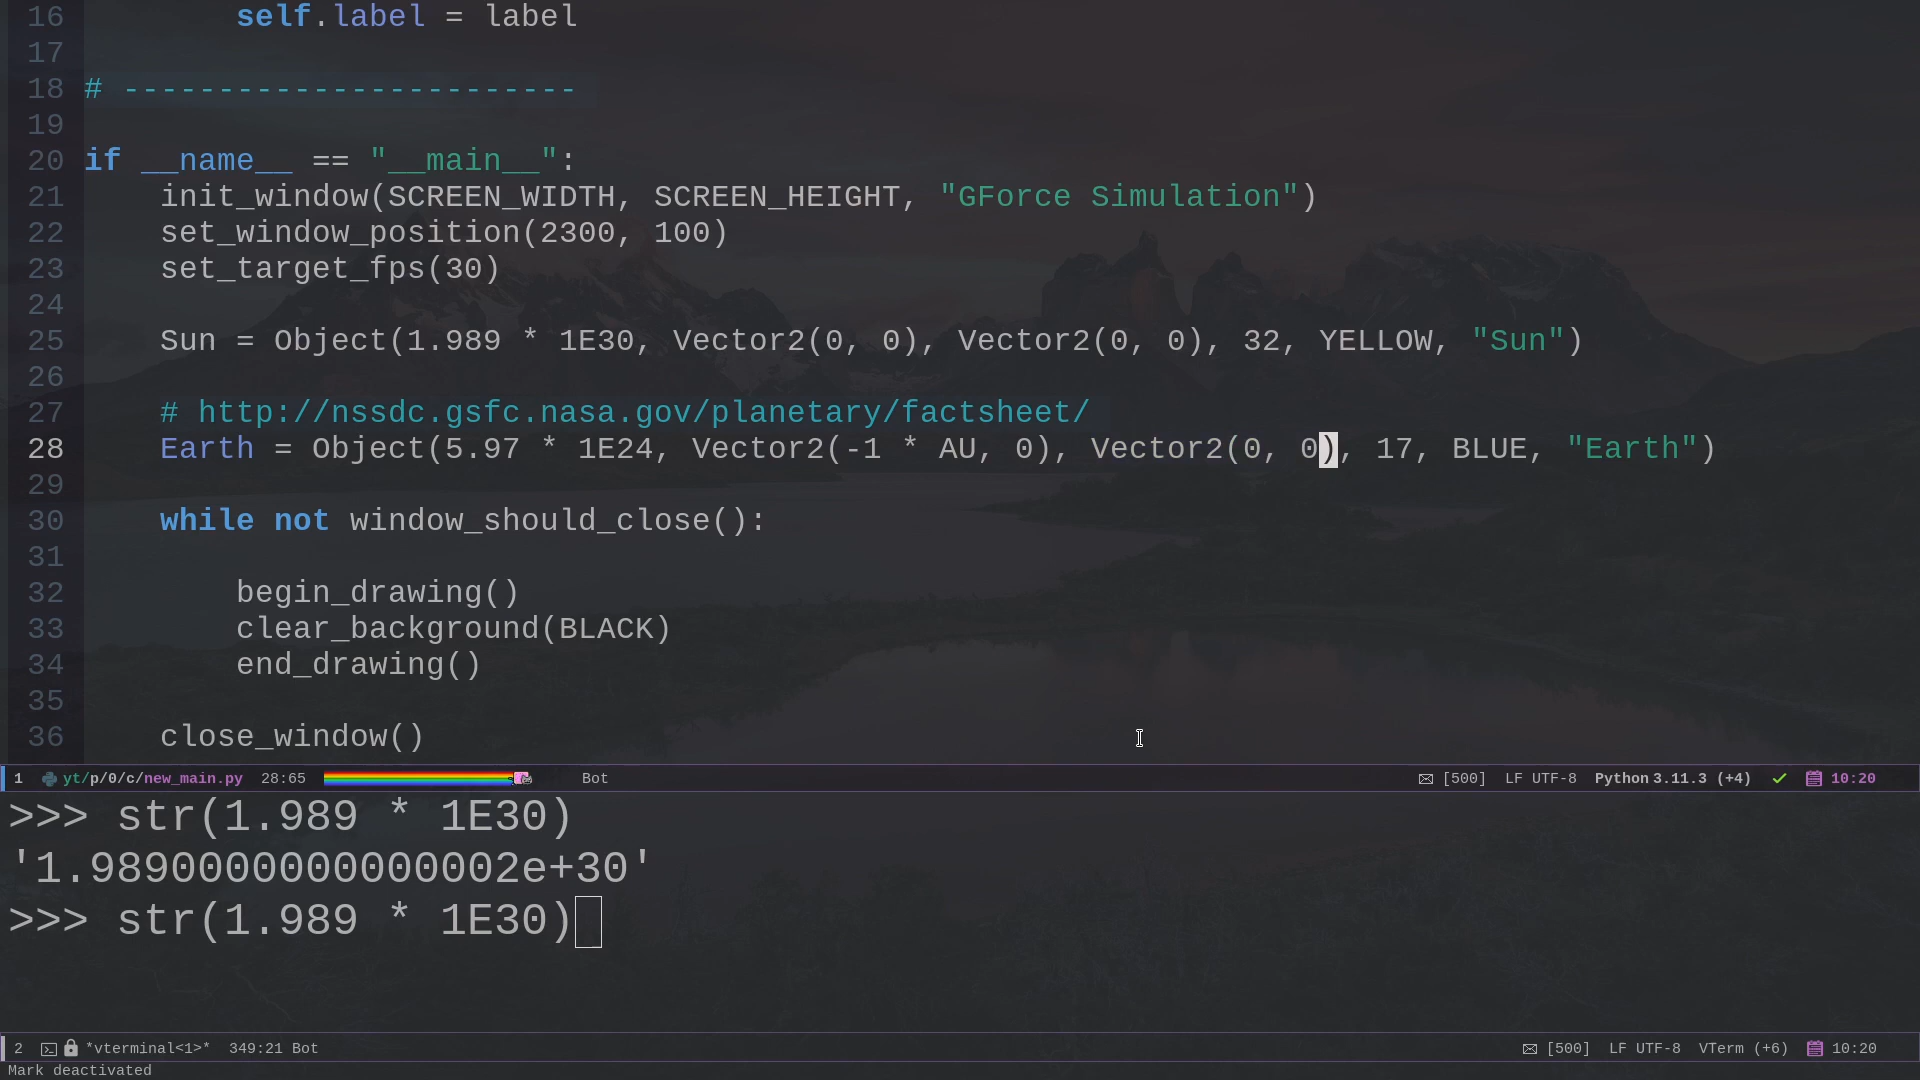 16         self.label = label
17
18 # ------------------------
19
20 if __name__ == "__main__":
21     init_window(SCREEN_WIDTH, SCREEN_HEIGHT, "GForce Simulation")
22     set_window_position(2300, 100)
23     set_target_fps(30)
24
25     Sun = Object(1.989 * 1E30, Vector2(0, 0), Vector2(0, 0), 32, YELLOW, "Sun")
26
27     # http://nssdc.gsfc.nasa.gov/planetary/factsheet/
28     Earth = Object(5.97 * 1E24, Vector2(-1 * AU, 0), Vector2(0, 0), 17, BLUE, "Earth")
29
30     while not window_should_close():
31
32         begin_drawing()
33         clear_background(BLACK)
34         end_drawing()
35
36     close_window()
1 yt/p/0/c/new_main.py 28:65 Bot [500] LF UTF-8 Python 3.11.3 (+4) 10:20
>>> str(1.989 * 1E30)
'1.9890000000000002e+30'
>>> str(1.989 * 1E30)
2 *vterminal<1>* 349:21 Bot [500] LF UTF-8 VTerm (+6) 10:20
Mark deactivated